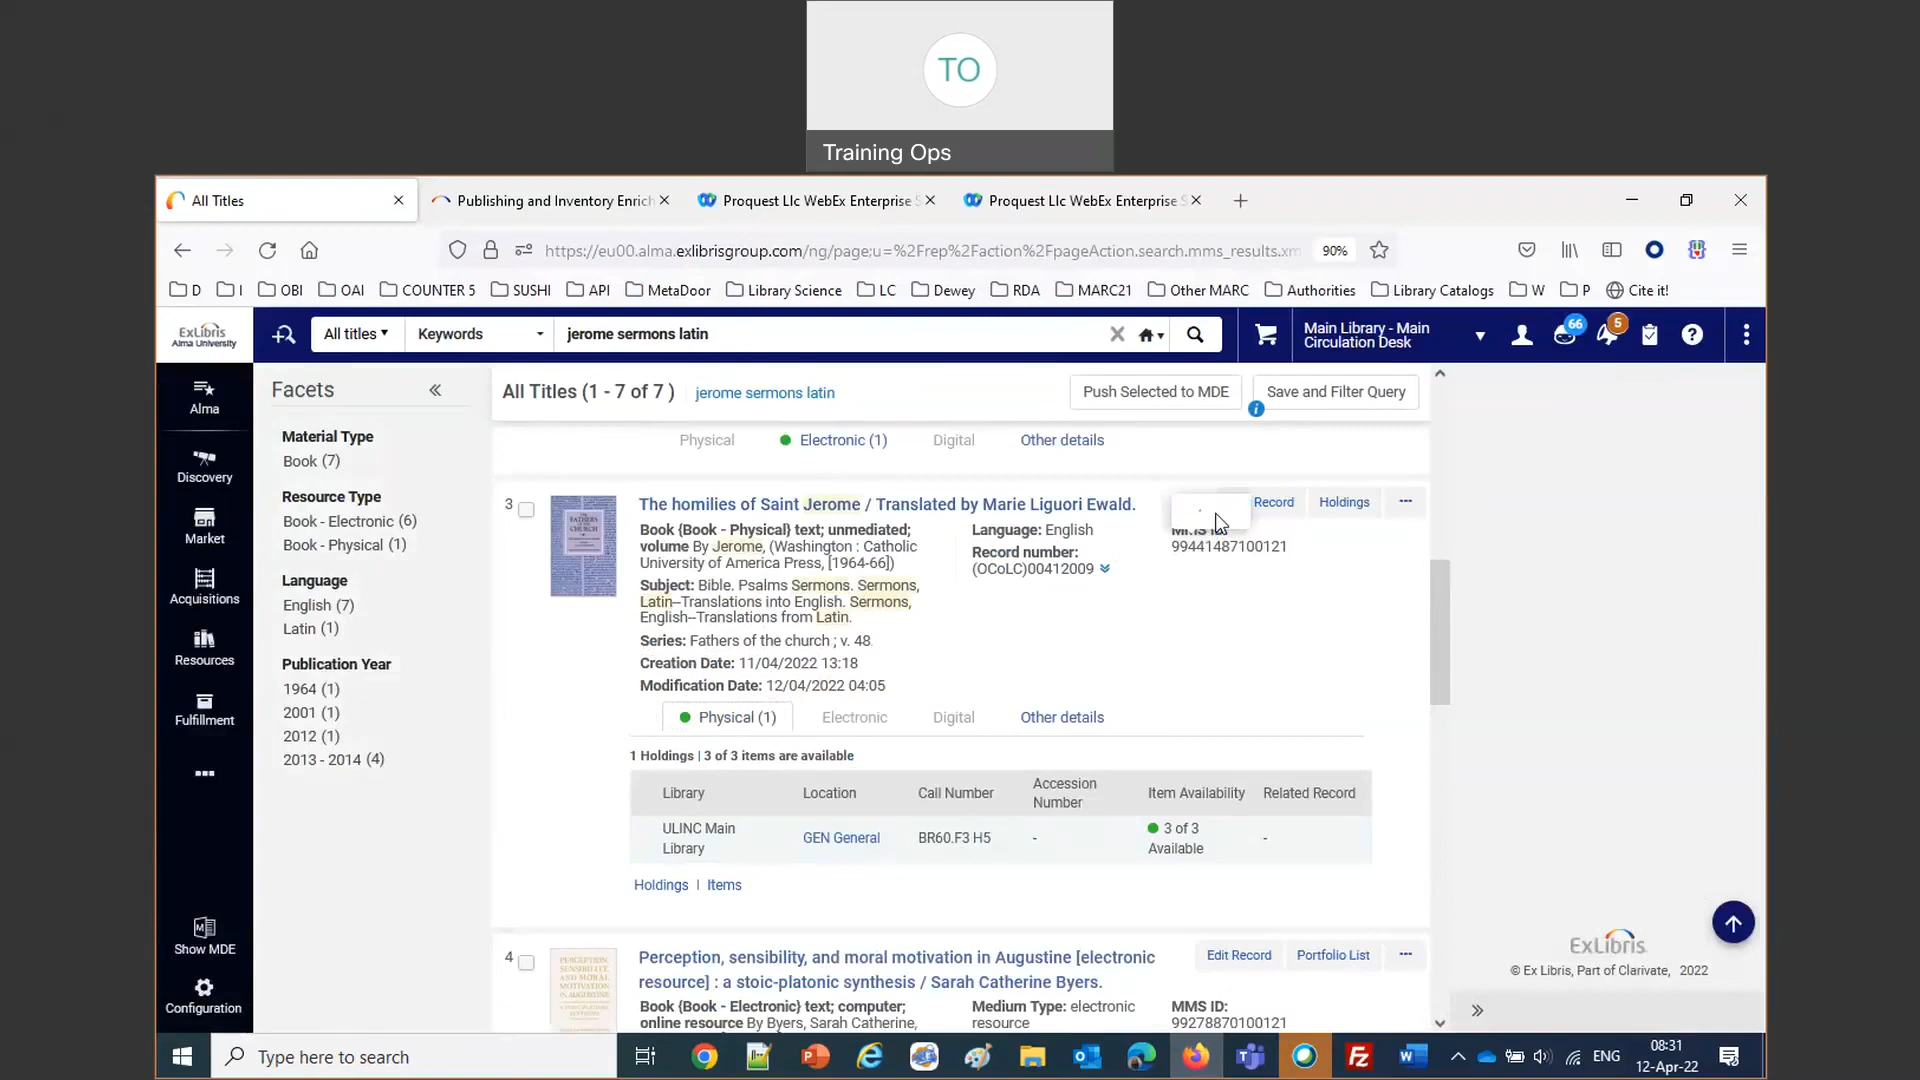 TO
Training Ops
All Titles
Publishing and Inventory Enrich
Proquest Llc WebEx Enterprise S
Proquest Llc WebEx Enterprise S
https://eu00.alma.exlibrisgroup.com/ng/page;u=%2Frep%2Faction%2FpageAction.search.mms_results.xm
90%
D
I
OBI
OAI
COUNTER 5
SUSHI
API
MetaDoor
Library Science
LC
Dewey
RDA
MARC21
Other MARC
Authorities
Library Catalogs
W
P
Cite it!
ExLibris
Alma University
All titles
Keywords
jerome sermons latin
Main Library - Main
Circulation Desk
66
5
Alma
Discovery
Market
Acquisitions
Resources
Fulfillment
Show MDE
Configuration
Facets
Material Type
Book (7)
Resource Type
Book - Electronic (6)
Book - Physical (1)
Language
English (7)
Latin (1)
Publication Year
1964 (1)
2001 (1)
2012 (1)
2013 - 2014 (4)
All Titles (1 - 7 of 7 )
jerome sermons latin
Push Selected to MDE
Save and Filter Query
Physical
Electronic (1)
Digital
Other details
3
The homilies of Saint Jerome / Translated by Marie Liguori Ewald.
Record
Holdings
Book {Book - Physical} text; unmediated;
volume By Jerome, (Washington : Catholic
University of America Press, [1964-66])
Subject: Bible. Psalms Sermons. Sermons,
Latin--Translations into English. Sermons,
English--Translations from Latin.
Series: Fathers of the church ; v. 48.
Creation Date: 11/04/2022 13:18
Modification Date: 12/04/2022 04:05
Language: English
Record number:
(OCoLC)00412009
99441487100121
Physical (1)
Electronic
Digital
Other details
1 Holdings | 3 of 3 items are available
Library
Location
Call Number
Accession
Number
Item Availability
Related Record
ULINC Main
Library
GEN General
BR60.F3 H5
-
3 of 3
Available
-
Holdings | Items
4
PERCEPTION,
SENSIBILITY,
AND MORAL
MOTIVATION
IN AUGUSTINE
Perception, sensibility, and moral motivation in Augustine [electronic
resource] : a stoic-platonic synthesis / Sarah Catherine Byers.
Edit Record
Portfolio List
Book {Book - Electronic} text; computer;
online resource By Byers, Sarah Catherine,
Medium Type: electronic
resource
MMS ID:
99278870100121
ExLibris
© Ex Libris, Part of Clarivate, 2022
Type here to search
ENG
08:31
12-Apr-22